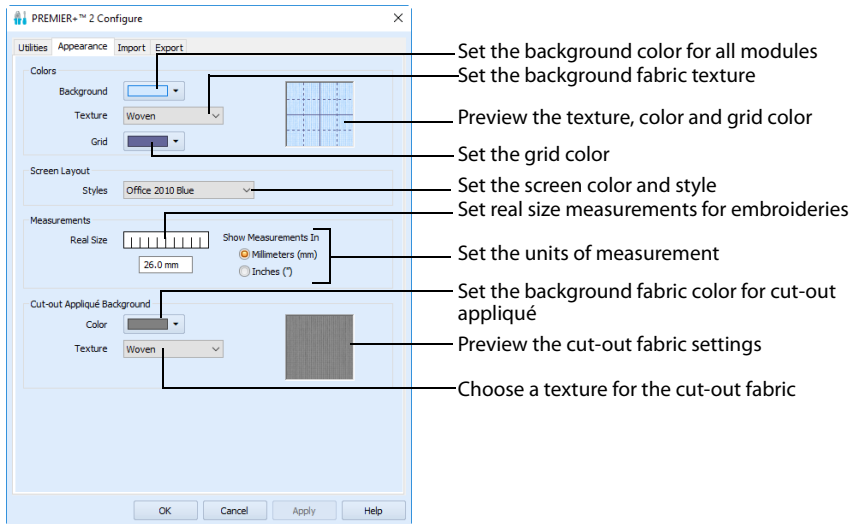 PREMIER+™ 2 Configure
Utilities Appearance Import Export
Colors
Background
Texture Woven
Grid
Screen Layout
Styles Office 2010 Blue
Measurements
Real Size
26.0 mm
Show Measurements In
Millimeters (mm)
Inches (")
Cut-out Appliqué Background
Color
Texture Woven
OK Cancel Apply Help
Set the background color for all modules
Set the background fabric texture
Preview the texture, color and grid color
Set the grid color
Set the screen color and style
Set real size measurements for embroideries
Set the units of measurement
Set the background fabric color for cut-out
appliqué
Preview the cut-out fabric settings
Choose a texture for the cut-out fabric